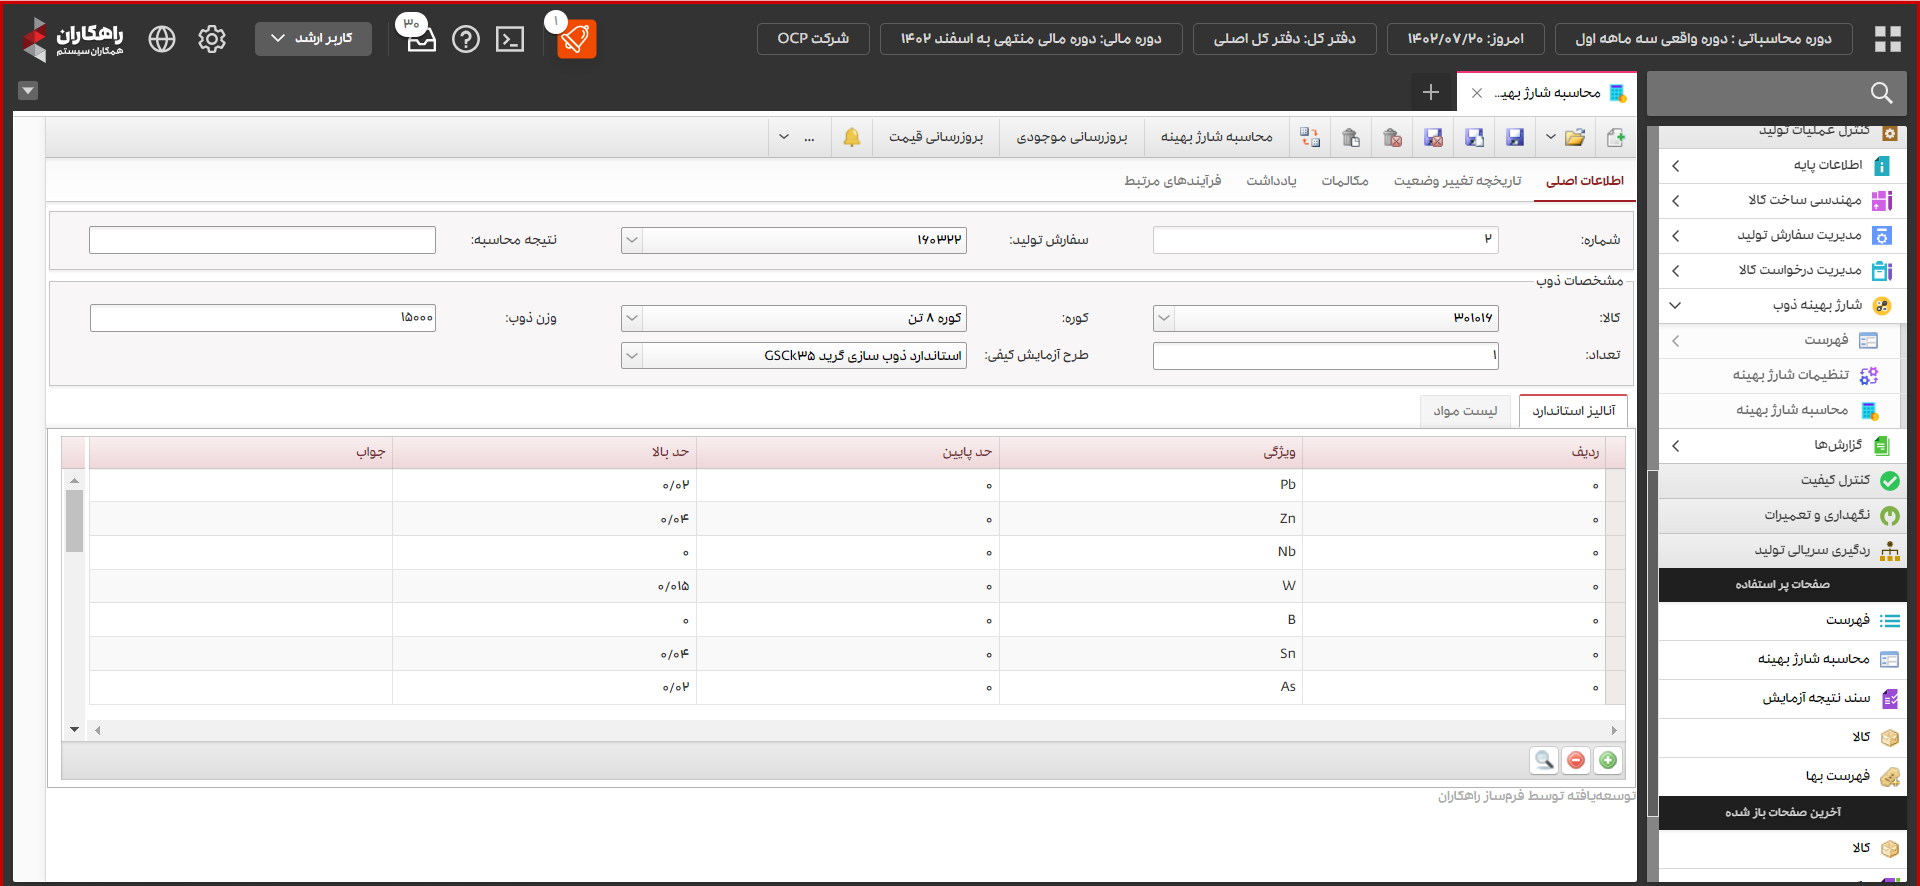 دوره محاسباتی : دوره واقعی سه ماهه اول
امروز: ۱۴۰۲/۰۷/۲۰
دفتر کل: دفتر کل اصلی
دوره مالی: دوره مالی منتهی به اسفند ۱۴۰۲
شرکت OCP
۱
۳۰
کاربر ارشد
راهکاران
همکاران سیستم
محاسبه شارژ بهیـ...
محاسبه شارژ بهینه
بروزرسانی موجودی
بروزرسانی قیمت
...
اطلاعات اصلی
تاریخچه تغییر وضعیت
مکالمات
یادداشت
فرآیندهای مرتبط
شماره: ۲
سفارش تولید: ۱۶۰۳۲۲
نتیجه محاسبه:
مشخصات ذوب
کالا: ۳۰۱۰۱۶
کوره: کوره ۸ تن
وزن ذوب: ۱۵۰۰۰
تعداد: ۱
طرح آزمایش کیفی: استاندارد ذوب سازی گرید GSCk۳۵
آنالیز استاندارد
لیست مواد
ردیف ویژگی حد پایین حد بالا جواب
۰ Pb ۰ ۰/۰۲
۰ Zn ۰ ۰/۰۴
۰ Nb ۰ ۰
۰ W ۰ ۰/۰۱۵
۰ B ۰ ۰
۰ Sn ۰ ۰/۰۴
۰ As ۰ ۰/۰۲
توسعه‌یافته توسط فرم‌ساز راهکاران
کنترل عملیات تولید
اطلاعات پایه
مهندسی ساخت کالا
مدیریت سفارش تولید
مدیریت درخواست کالا
شارژ بهینه ذوب
فهرست
تنظیمات شارژ بهینه
محاسبه شارژ بهینه
گزارش‌ها
کنترل کیفیت
نگهداری و تعمیرات
ردگیری سریالی تولید
صفحات پر استفاده
فهرست
محاسبه شارژ بهینه
سند نتیجه آزمایش
کالا
فهرست بها
آخرین صفحات باز شده
کالا